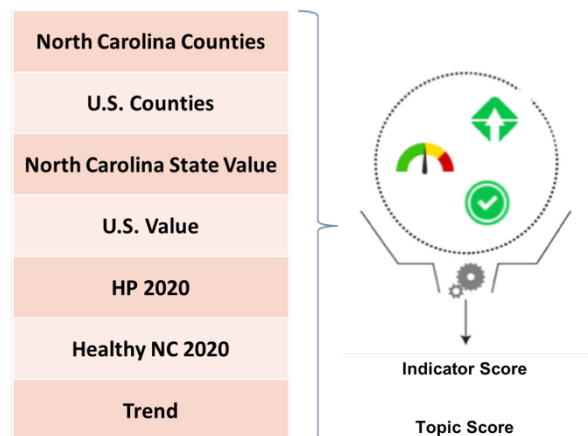 North Carolina Counties
U.S. Counties
North Carolina State Value
U.S. Value
HP 2020
Healthy NC 2020
Trend
Indicator Score
Topic Score